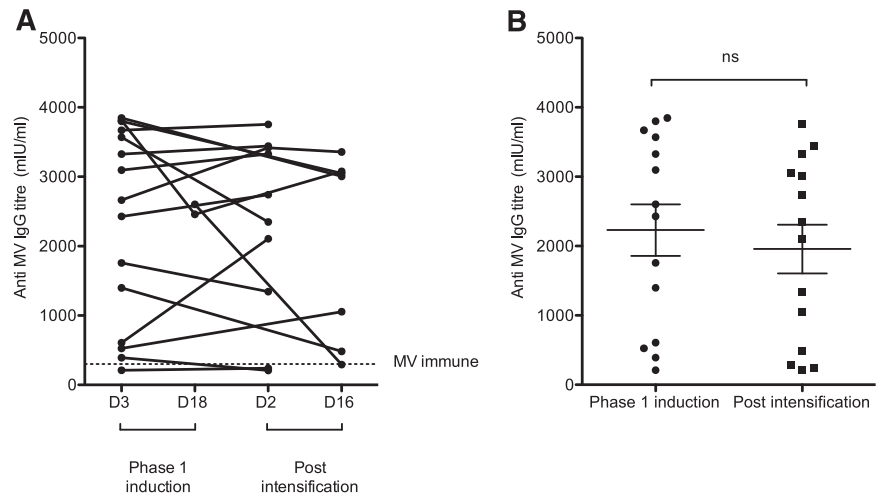 A
Anti MV IgG titre (mIU/ml)
5000
4000
3000
2000
1000
0
MV immune
D3 D18 D2 D16
Phase 1
induction
Post
intensification
B
Anti MV IgG titre (mIU/ml)
5000
4000
3000
2000
1000
0
ns
Phase 1 induction Post intensification